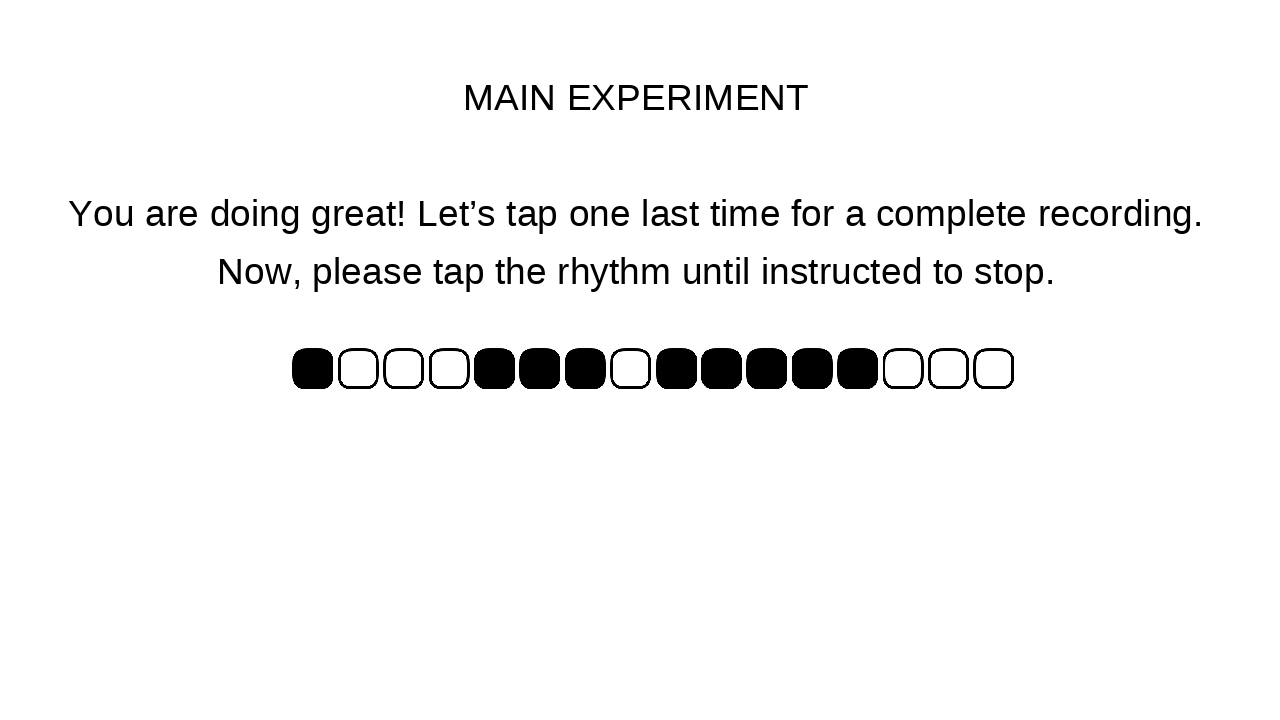 MAIN EXPERIMENT
You are doing great! Let’s tap one last time for a complete recording.
Now, please tap the rhythm until instructed to stop.